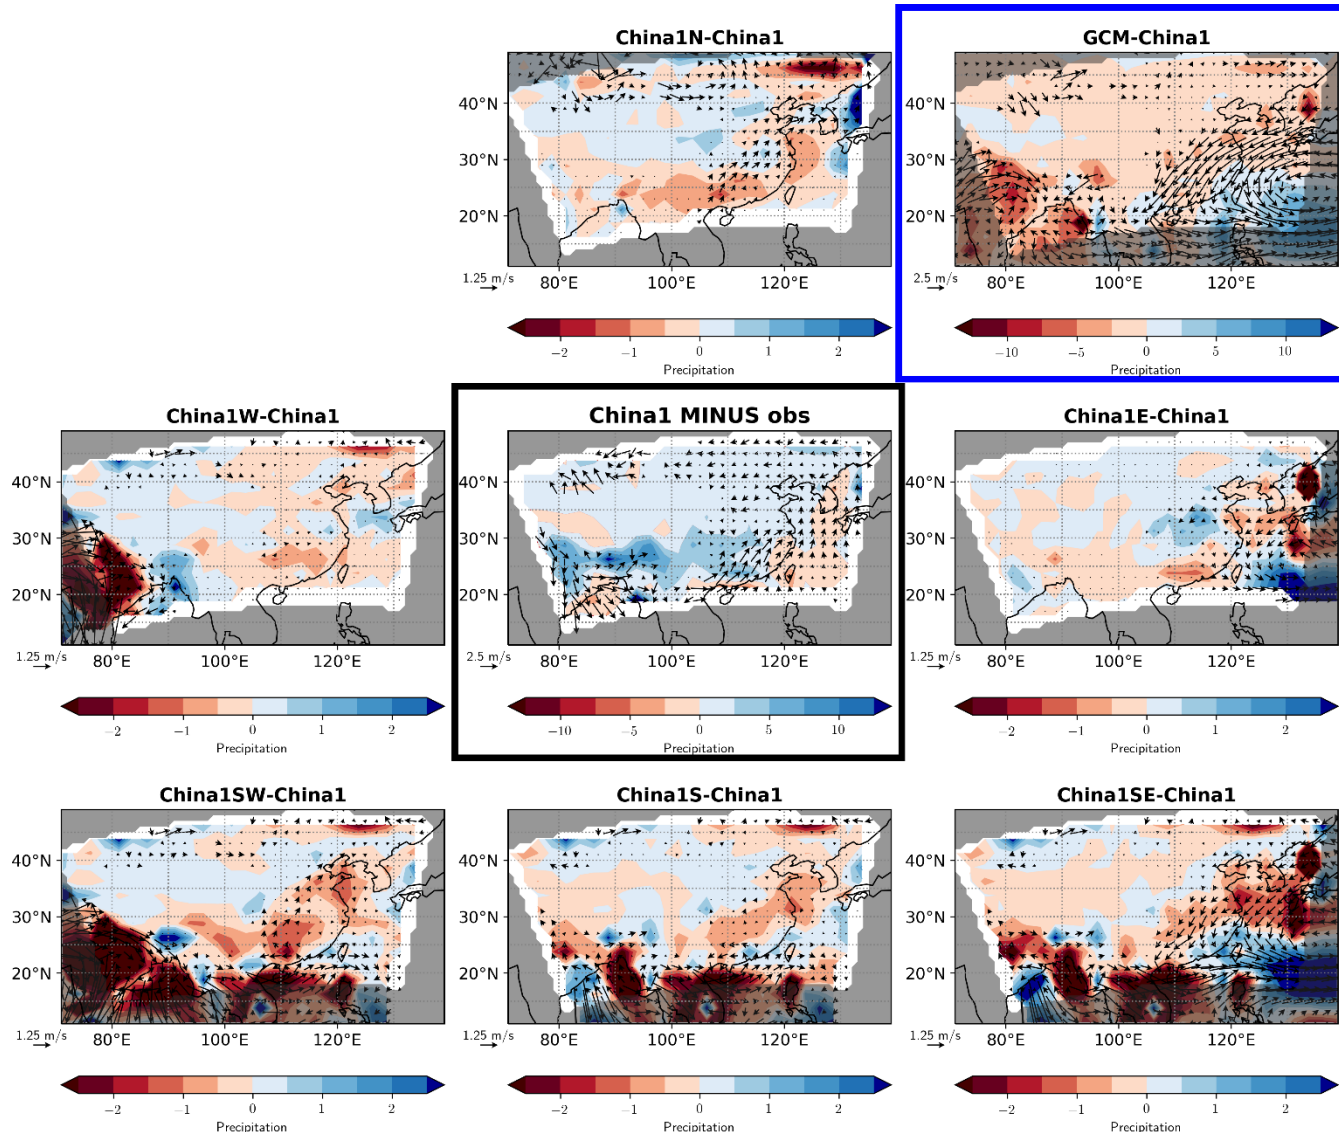 China1N-China1
40°N
30°N
20°N
1.25 m/s
80°E 100°E 120°E
−2 −1 0 1 2
Precipitation
GCM-China1
40°N
30°N
20°N
2.5 m/s
80°E 100°E 120°E
−10 −5 0 5 10
Precipitation
China1W-China1
40°N
30°N
20°N
1.25 m/s
80°E 100°E 120°E
−2 −1 0 1 2
Precipitation
China1 MINUS obs
40°N
30°N
20°N
2.5 m/s
80°E 100°E 120°E
−10 −5 0 5 10
Precipitation
China1E-China1
40°N
30°N
20°N
1.25 m/s
80°E 100°E 120°E
−2 −1 0 1 2
Precipitation
China1SW-China1
40°N
30°N
20°N
1.25 m/s
80°E 100°E 120°E
−2 −1 0 1 2
Precipitation
China1S-China1
40°N
30°N
20°N
1.25 m/s
80°E 100°E 120°E
−2 −1 0 1 2
Precipitation
China1SE-China1
40°N
30°N
20°N
1.25 m/s
80°E 100°E 120°E
−2 −1 0 1 2
Precipitation